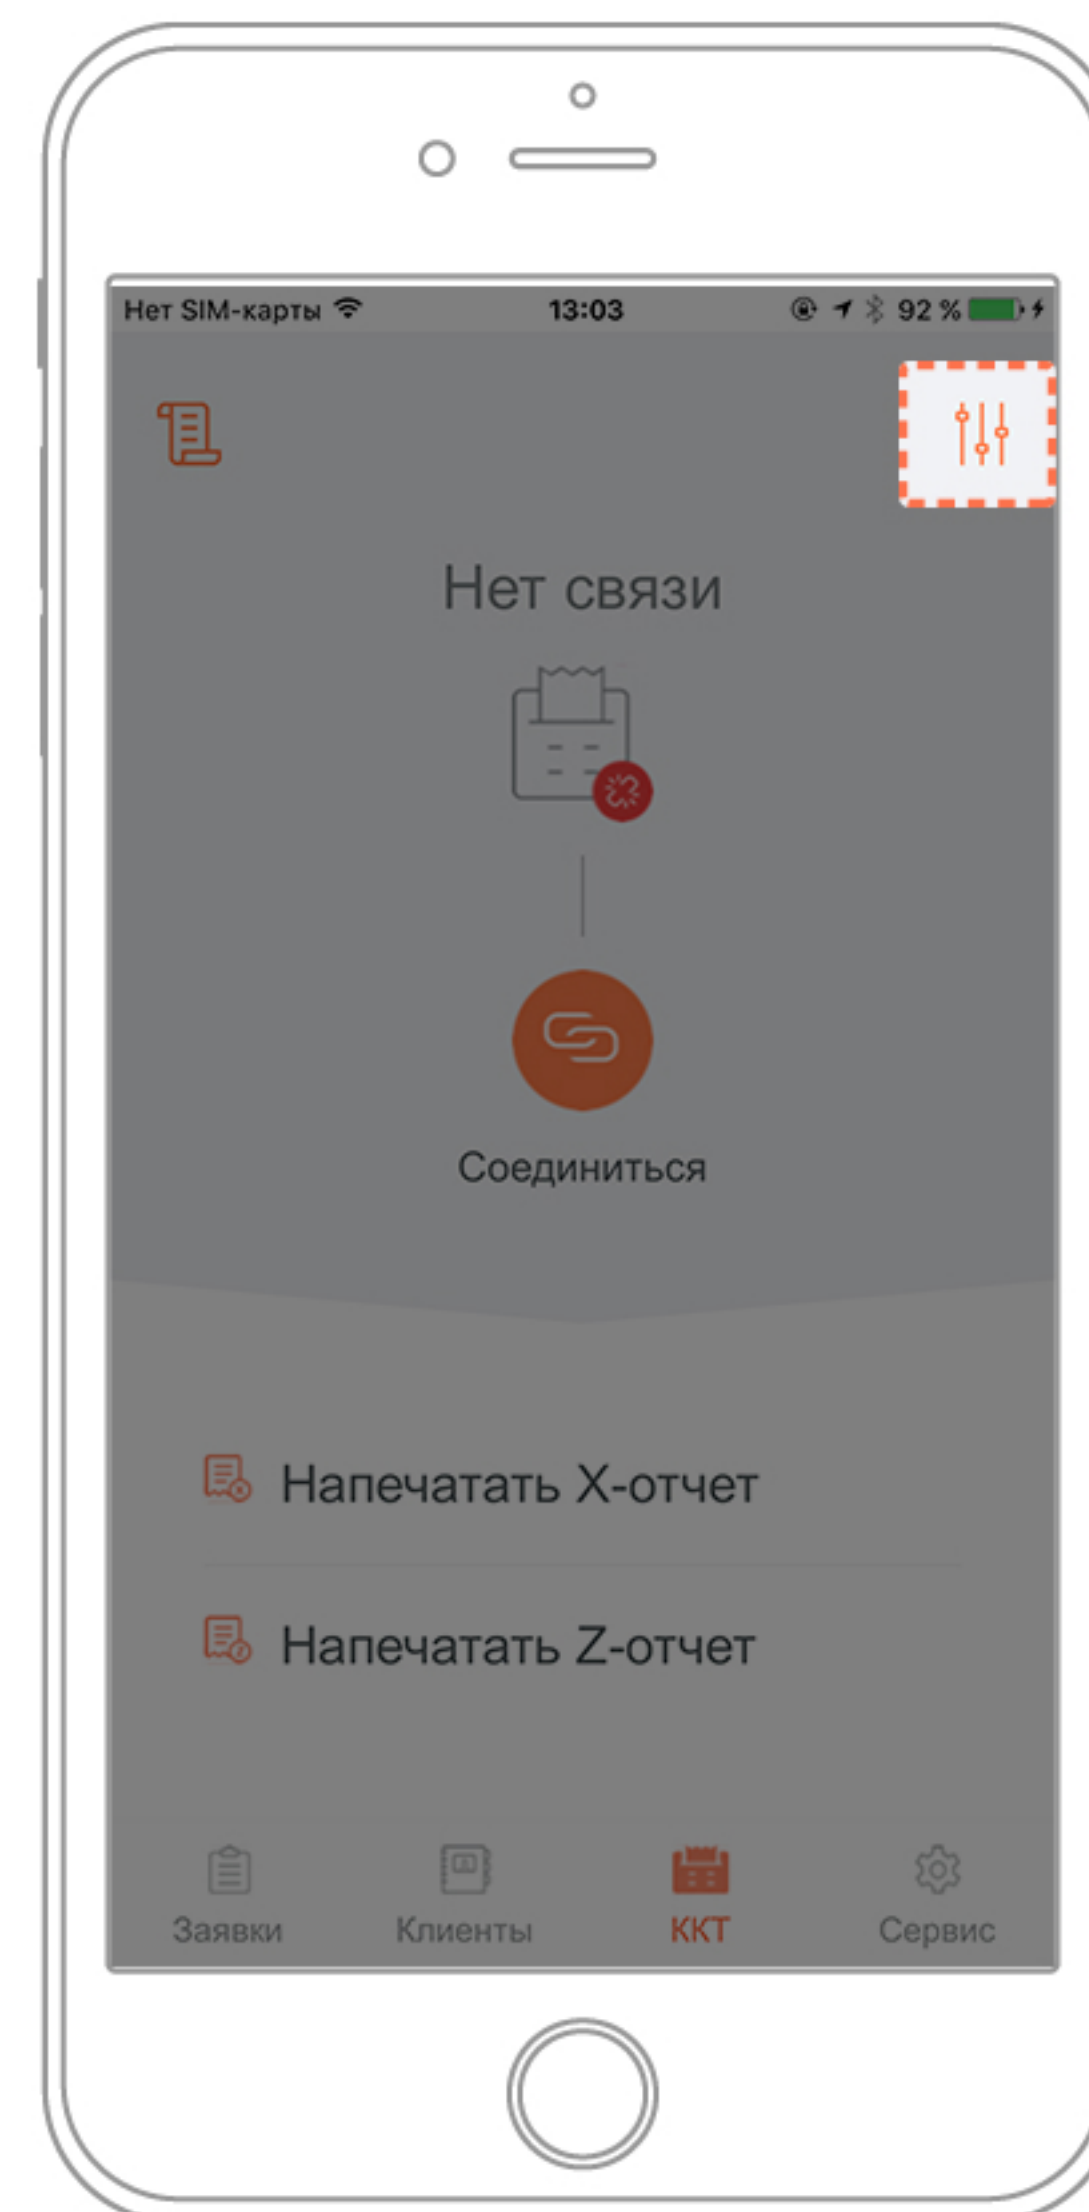 Нет SIM-карты 13:03 92 %
Нет связи
Соединиться
Напечатать X-отчет
Напечатать Z-отчет
Заявки Клиенты ККТ Сервис